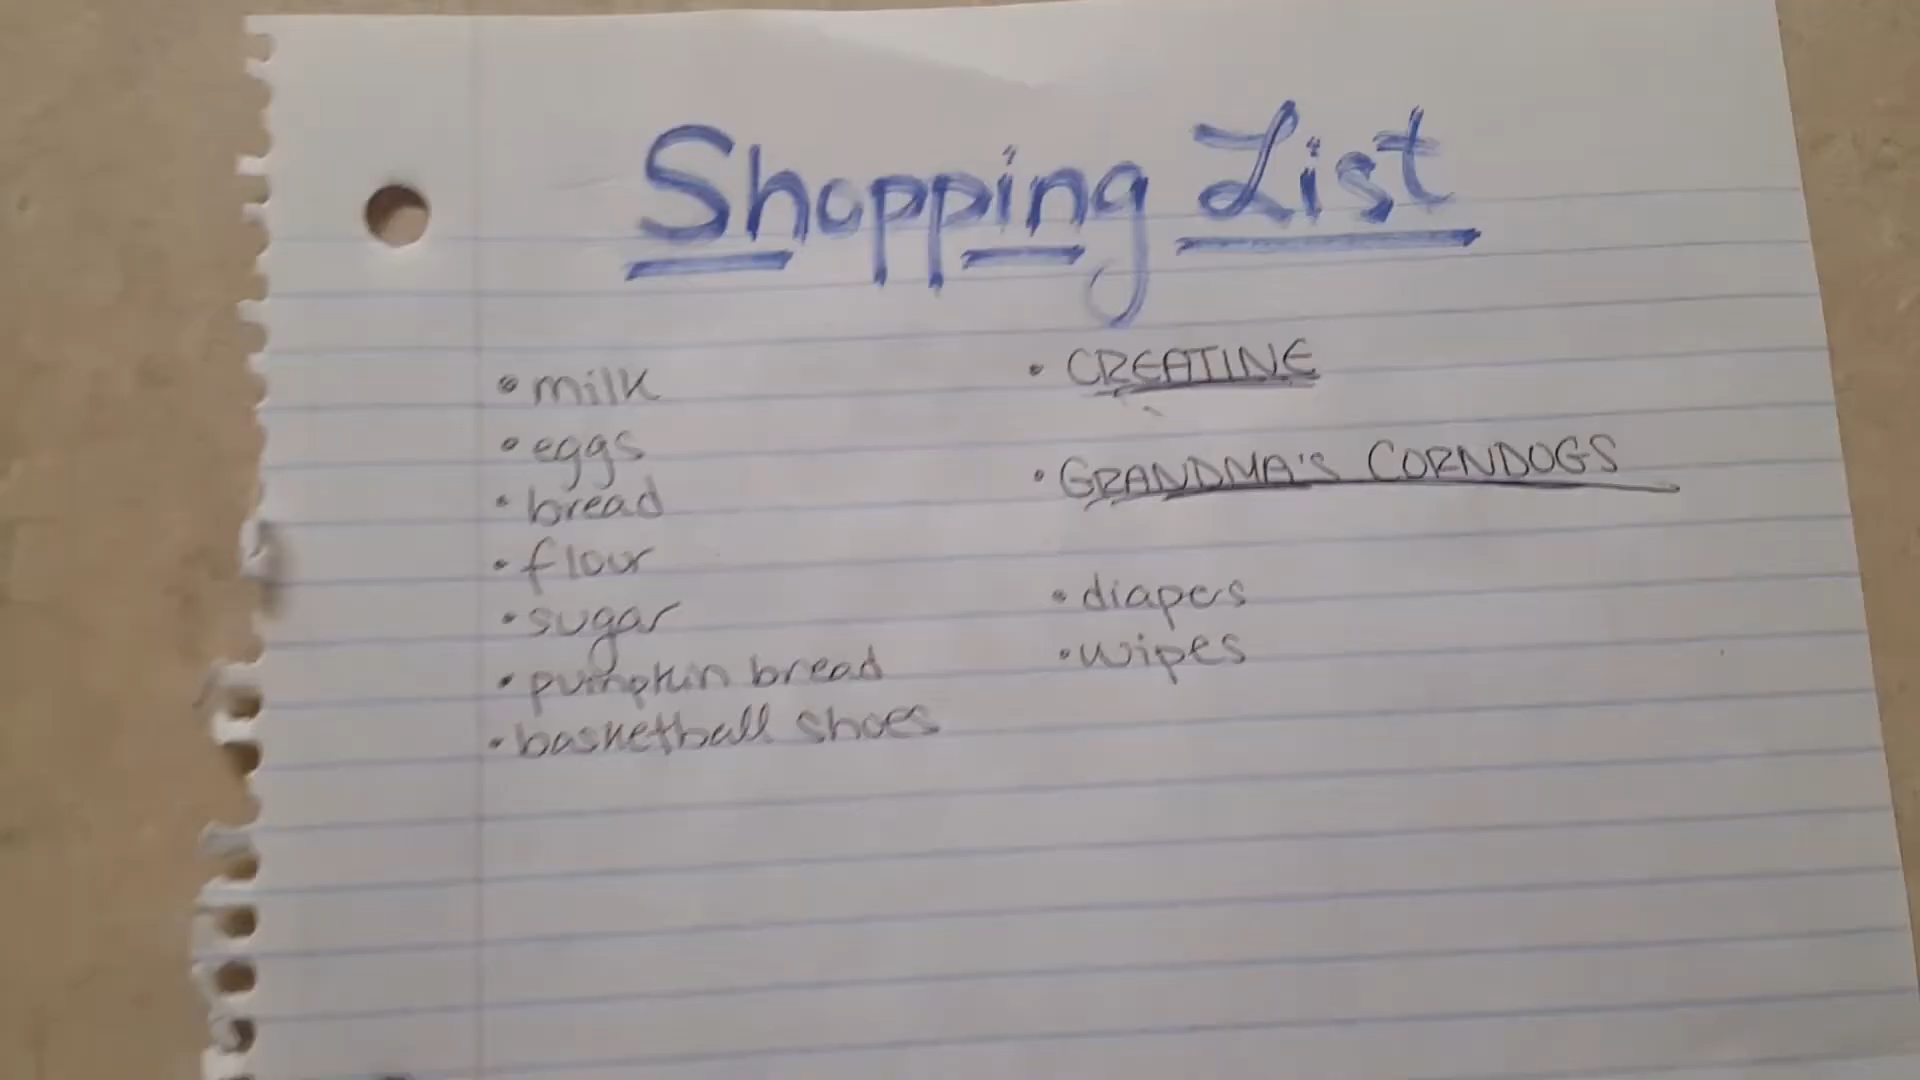 Shopping List
• milk
• eggs
• bread
• flour
• sugar
• pumpkin bread
• basketball shoes
• CREATINE
• GRANDMA'S CORNDOGS
• diapers
• wipes